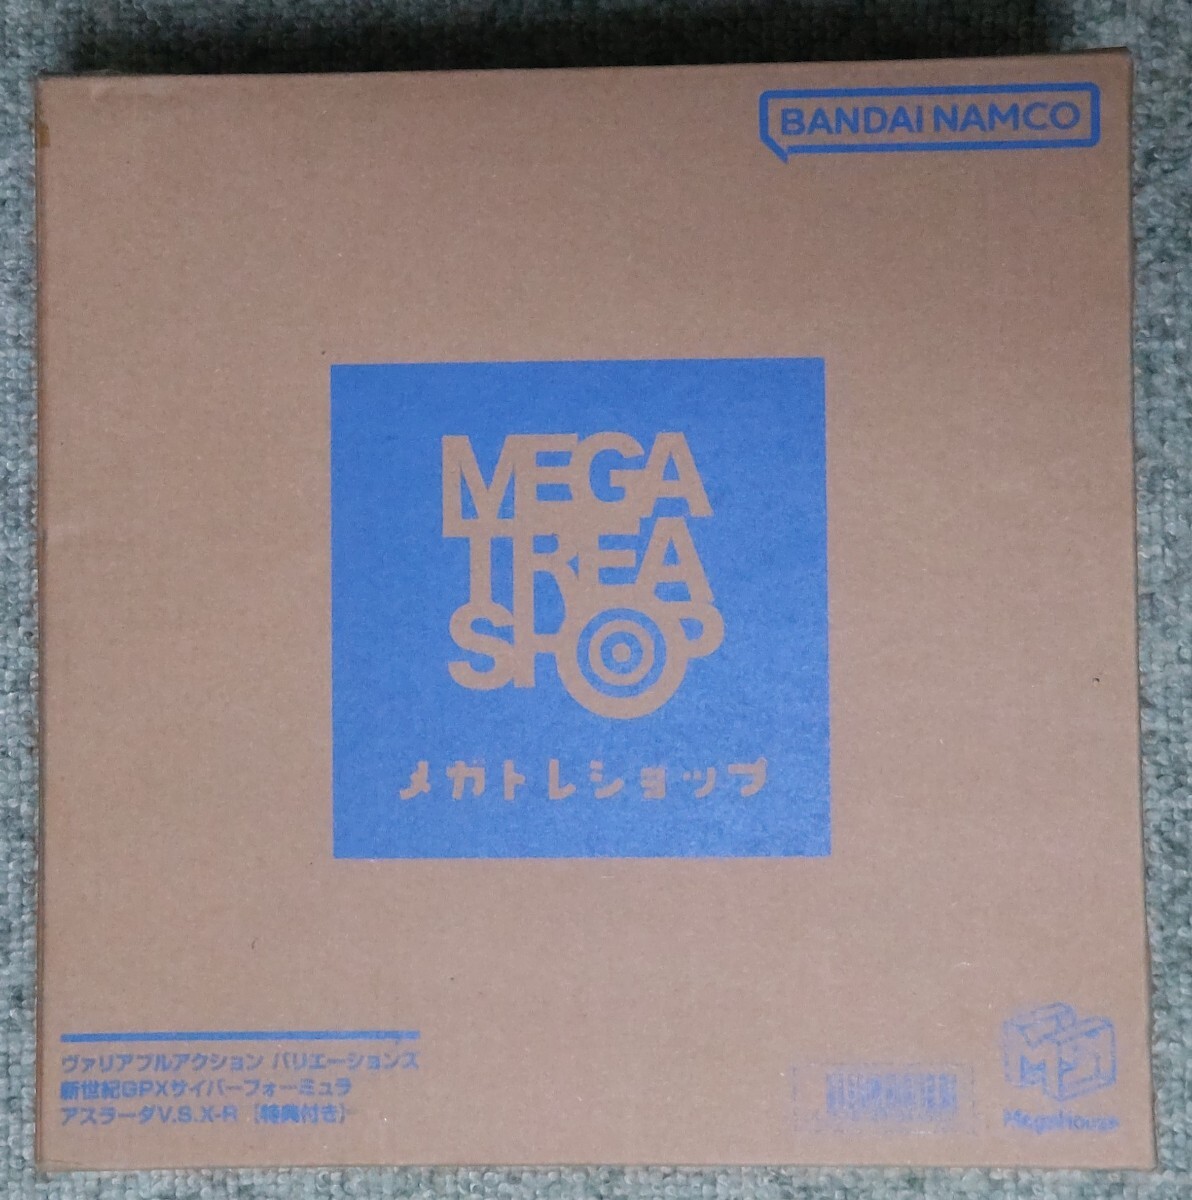 BANDAI NAMCO
MEGA
TREA
SHOP
メガトレショップ
ヴァリアブルアクション バリエーションズ
新世紀GPXサイバーフォーミュラ
アスラーダV.S.X-R【特典付き】
MegaHouse